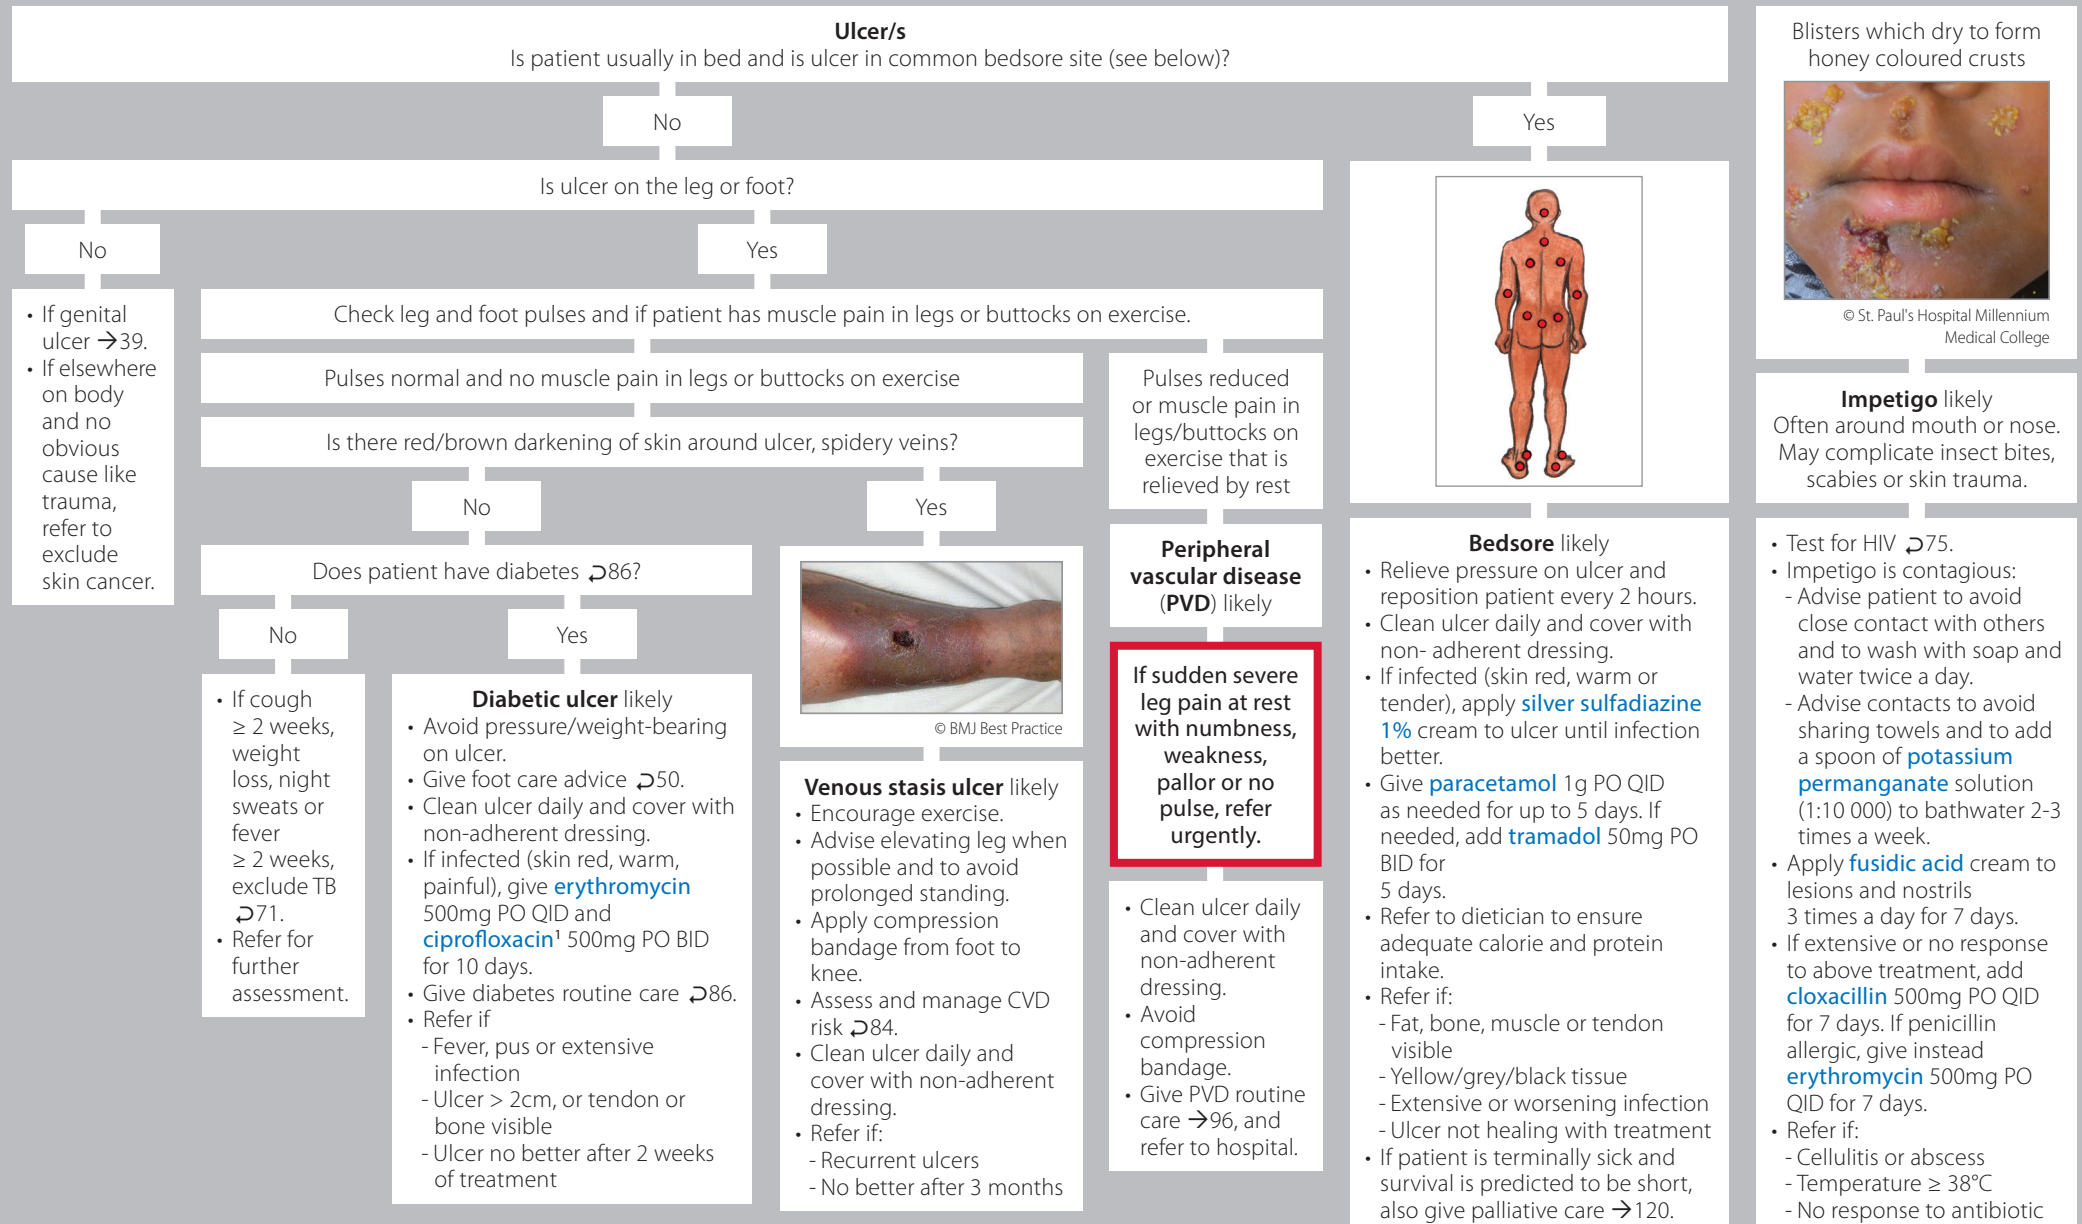 Ulcer/s
Is patient usually in bed and is ulcer in common bedsore site (see below)?
No
Yes
Is ulcer on the leg or foot?
No
Yes
• If genital
ulcer →39.
• If elsewhere
on body
and no
obvious
cause like
trauma,
refer to
exclude
skin cancer.
Check leg and foot pulses and if patient has muscle pain in legs or buttocks on exercise.
Pulses normal and no muscle pain in legs or buttocks on exercise
Is there red/brown darkening of skin around ulcer, spidery veins?
No
Yes
Does patient have diabetes ⮌86?
No
Yes
• If cough
≥ 2 weeks,
weight
loss, night
sweats or
fever
≥ 2 weeks,
exclude TB
⮌71.
• Refer for
further
assessment.
Diabetic ulcer likely
• Avoid pressure/weight-bearing
on ulcer.
• Give foot care advice ⮌50.
• Clean ulcer daily and cover with
non-adherent dressing.
• If infected (skin red, warm,
painful), give erythromycin
500mg PO QID and
ciprofloxacin¹ 500mg PO BID
for 10 days.
• Give diabetes routine care ⮌86.
• Refer if
- Fever, pus or extensive
infection
- Ulcer > 2cm, or tendon or
bone visible
- Ulcer no better after 2 weeks
of treatment
© BMJ Best Practice
Venous stasis ulcer likely
• Encourage exercise.
• Advise elevating leg when
possible and to avoid
prolonged standing.
• Apply compression
bandage from foot to
knee.
• Assess and manage CVD
risk ⮌84.
• Clean ulcer daily and
cover with non-adherent
dressing.
• Refer if:
- Recurrent ulcers
- No better after 3 months
Pulses reduced
or muscle pain in
legs/buttocks on
exercise that is
relieved by rest
Peripheral
vascular disease
(PVD) likely
If sudden severe
leg pain at rest
with numbness,
weakness,
pallor or no
pulse, refer
urgently.
• Clean ulcer daily
and cover with
non-adherent
dressing.
• Avoid
compression
bandage.
• Give PVD routine
care →96, and
refer to hospital.
Bedsore likely
• Relieve pressure on ulcer and
reposition patient every 2 hours.
• Clean ulcer daily and cover with
non- adherent dressing.
• If infected (skin red, warm or
tender), apply silver sulfadiazine
1% cream to ulcer until infection
better.
• Give paracetamol 1g PO QID
as needed for up to 5 days. If
needed, add tramadol 50mg PO
BID for
5 days.
• Refer to dietician to ensure
adequate calorie and protein
intake.
• Refer if:
- Fat, bone, muscle or tendon
visible
- Yellow/grey/black tissue
- Extensive or worsening infection
- Ulcer not healing with treatment
• If patient is terminally sick and
survival is predicted to be short,
also give palliative care →120.
Blisters which dry to form
honey coloured crusts
© St. Paul's Hospital Millennium
Medical College
Impetigo likely
Often around mouth or nose.
May complicate insect bites,
scabies or skin trauma.
• Test for HIV ⮌75.
• Impetigo is contagious:
- Advise patient to avoid
close contact with others
and to wash with soap and
water twice a day.
- Advise contacts to avoid
sharing towels and to add
a spoon of potassium
permanganate solution
(1:10 000) to bathwater 2-3
times a week.
• Apply fusidic acid cream to
lesions and nostrils
3 times a day for 7 days.
• If extensive or no response
to above treatment, add
cloxacillin 500mg PO QID
for 7 days. If penicillin
allergic, give instead
erythromycin 500mg PO
QID for 7 days.
• Refer if:
- Cellulitis or abscess
- Temperature ≥ 38°C
- No response to antibiotic